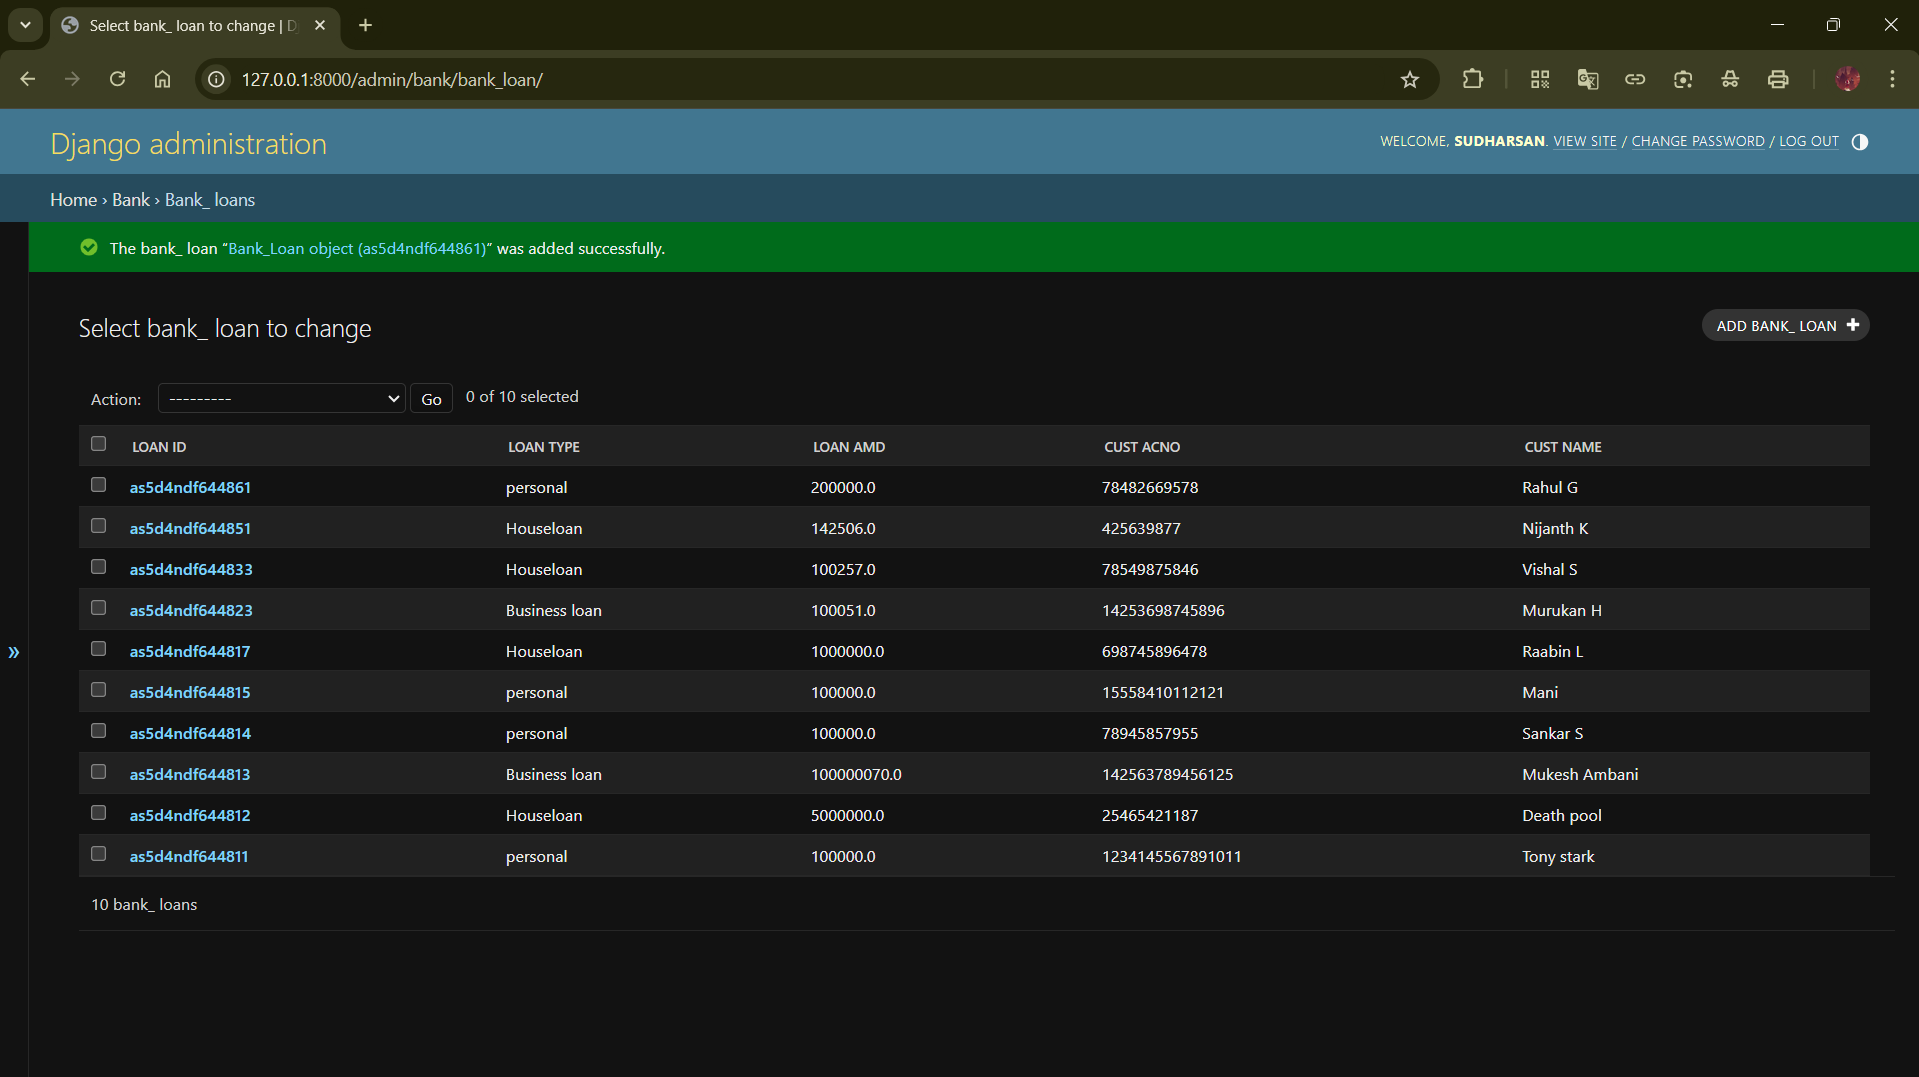 Select bank_ loan to change | D
127.0.0.1:8000/admin/bank/bank_loan/
Django administration
WELCOME, SUDHARSAN. VIEW SITE / CHANGE PASSWORD / LOG OUT
Home › Bank › Bank_ loans
The bank_ loan “Bank_Loan object (as5d4ndf644861)” was added successfully.
Select bank_ loan to change
ADD BANK_ LOAN
Action: --------- Go 0 of 10 selected
LOAN ID LOAN TYPE LOAN AMD CUST ACNO CUST NAME
as5d4ndf644861 personal 200000.0 78482669578 Rahul G
as5d4ndf644851 Houseloan 142506.0 425639877 Nijanth K
as5d4ndf644833 Houseloan 100257.0 78549875846 Vishal S
as5d4ndf644823 Business loan 100051.0 14253698745896 Murukan H
as5d4ndf644817 Houseloan 1000000.0 698745896478 Raabin L
as5d4ndf644815 personal 100000.0 15558410112121 Mani
as5d4ndf644814 personal 100000.0 78945857955 Sankar S
as5d4ndf644813 Business loan 100000070.0 142563789456125 Mukesh Ambani
as5d4ndf644812 Houseloan 5000000.0 25465421187 Death pool
as5d4ndf644811 personal 100000.0 1234145567891011 Tony stark
10 bank_ loans